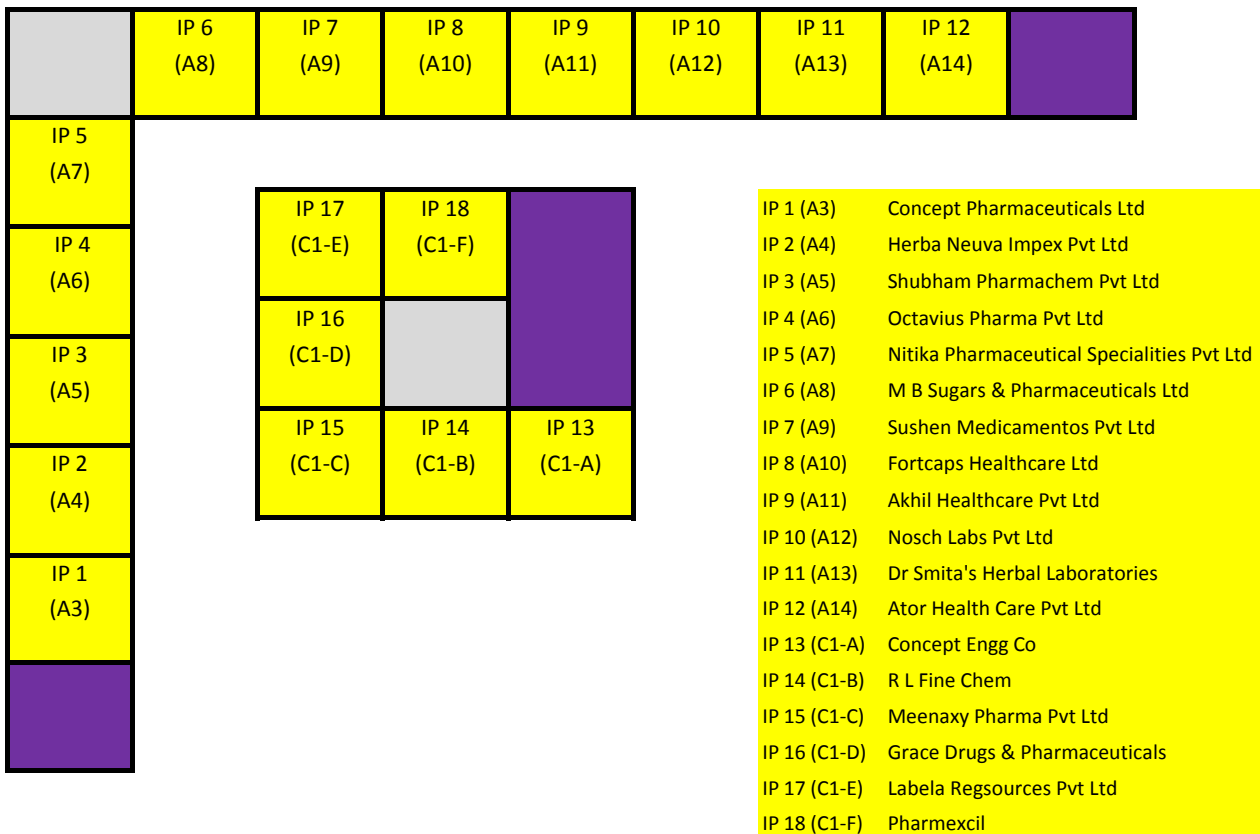 IP 6 IP 7 IP 8 IP 9 IP 10 IP 11 IP 12
(A8) (A9) (A10) (A11) (A12) (A13) (A14)
IP 5
(A7)
IP 4
(A6)
IP 3
(A5)
IP 2
(A4)
IP 1
(A3)
IP 17 IP 18
(C1-E) (C1-F)
IP 16
(C1-D)
IP 15 IP 14 IP 13
(C1-C) (C1-B) (C1-A)
IP 1 (A3) Concept Pharmaceuticals Ltd
IP 2 (A4) Herba Neuva Impex Pvt Ltd
IP 3 (A5) Shubham Pharmachem Pvt Ltd
IP 4 (A6) Octavius Pharma Pvt Ltd
IP 5 (A7) Nitika Pharmaceutical Specialities Pvt Ltd
IP 6 (A8) M B Sugars & Pharmaceuticals Ltd
IP 7 (A9) Sushen Medicamentos Pvt Ltd
IP 8 (A10) Fortcaps Healthcare Ltd
IP 9 (A11) Akhil Healthcare Pvt Ltd
IP 10 (A12) Nosch Labs Pvt Ltd
IP 11 (A13) Dr Smita's Herbal Laboratories
IP 12 (A14) Ator Health Care Pvt Ltd
IP 13 (C1-A) Concept Engg Co
IP 14 (C1-B) R L Fine Chem
IP 15 (C1-C) Meenaxy Pharma Pvt Ltd
IP 16 (C1-D) Grace Drugs & Pharmaceuticals
IP 17 (C1-E) Labela Regsources Pvt Ltd
IP 18 (C1-F) Pharmexcil